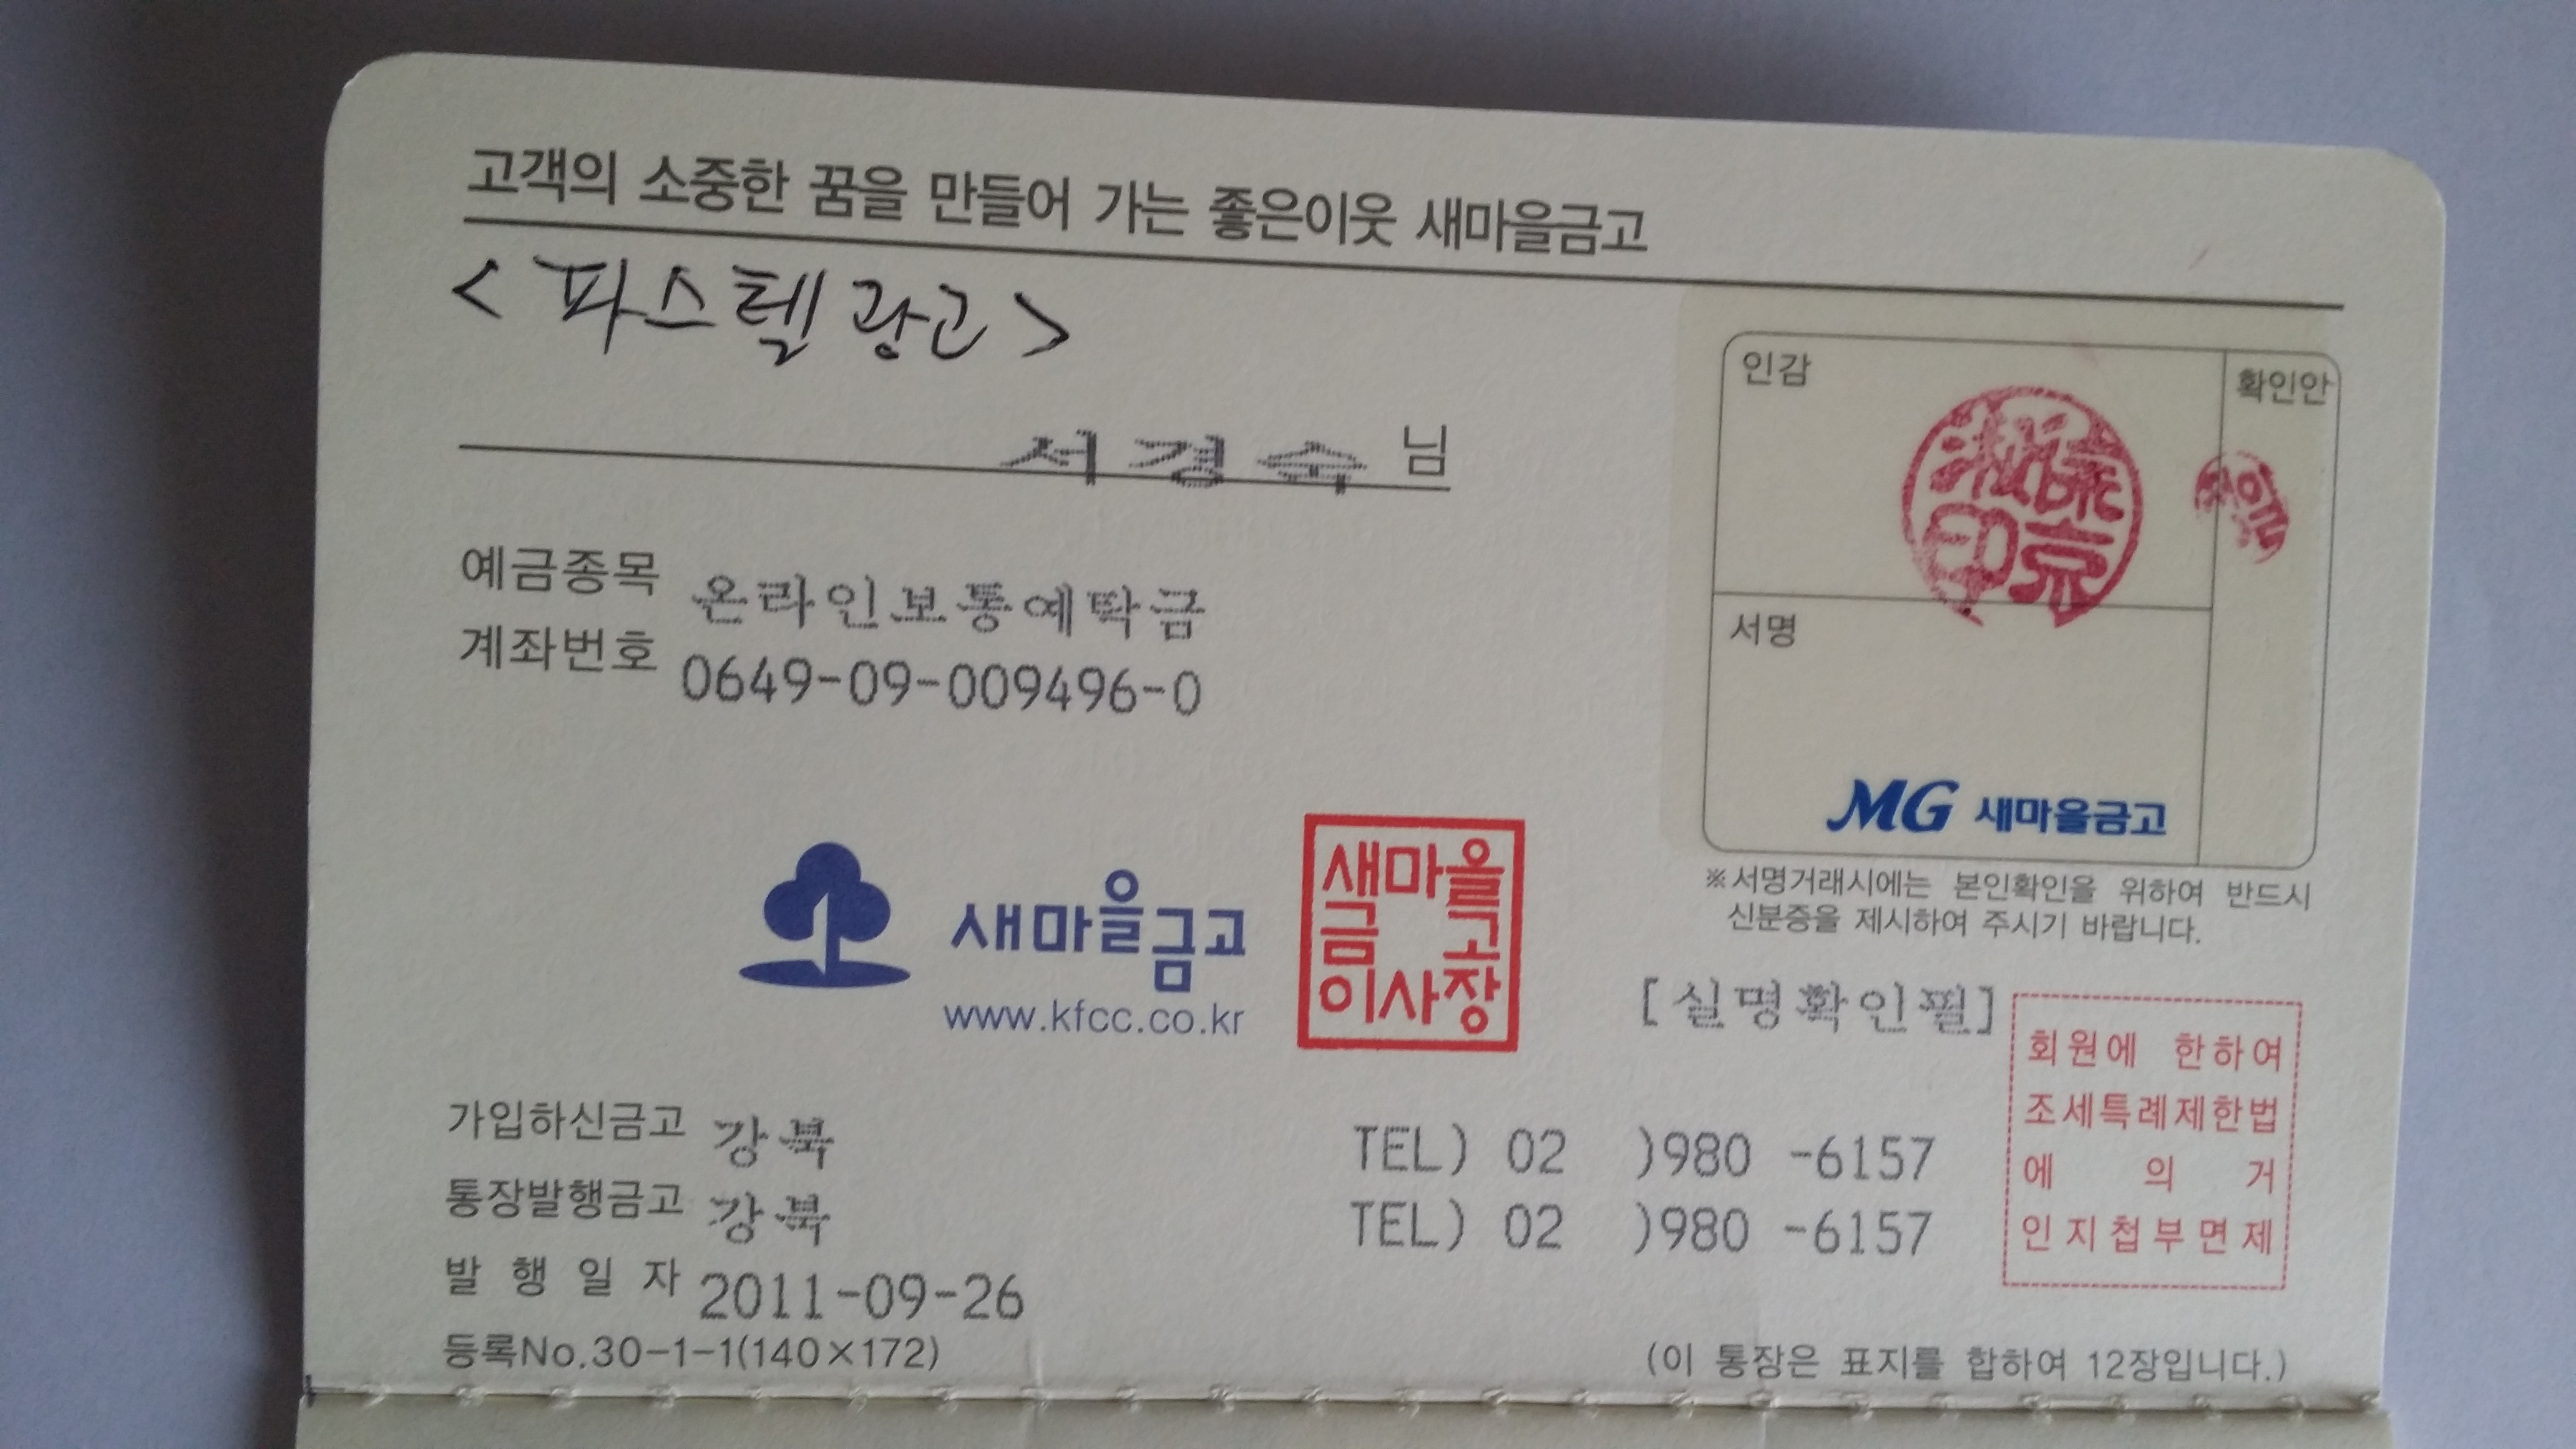 고객의 소중한 꿈을 만들어 가는 좋은이웃 새마을금고
<파스텔광고>
서경숙 님
예금종목 온라인보통예탁금
계좌번호 0649-09-009496-0
인감
확인안
서명
MG 새마을금고
※서명거래시에는 본인확인을 위하여 반드시
신분증을 제시하여 주시기 바랍니다.
새마을금고
www.kfcc.co.kr
새마을
금고
이사장
[실명확인필]
회원에 한하여
조세특례제한법
에 의 거
인지첩부면제
가입하신금고 강북 TEL) 02 )980 -6157
통장발행금고 강북 TEL) 02 )980 -6157
발 행 일 자 2011-09-26
등록No.30-1-1(140×172)
(이 통장은 표지를 합하여 12장입니다.)